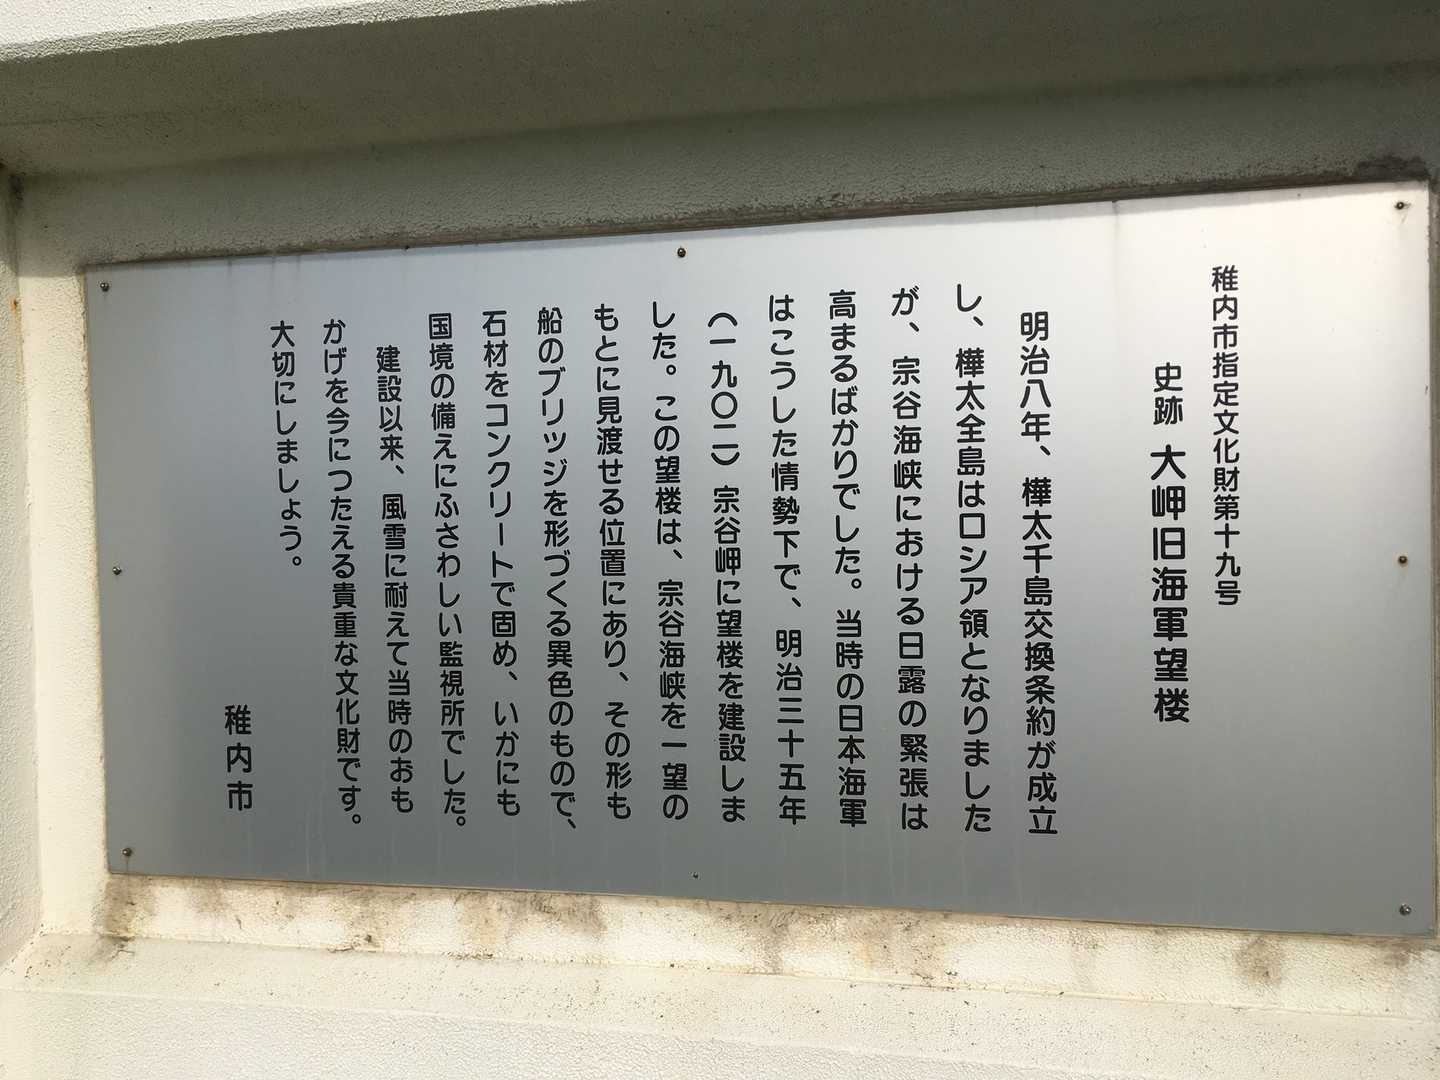 稚内市指定文化財第十九号
史跡 大岬旧海軍望楼
明治八年、樺太千島交換条約が成立
し、樺太全島はロシア領となりました
が、宗谷海峡における日露の緊張は
高まるばかりでした。当時の日本海軍
はこうした情勢下で、明治三十五年
(一九〇二)宗谷岬に望楼を建設しま
した。この望楼は、宗谷海峡を一望の
もとに見渡せる位置にあり、その形も
船のブリッジを形づくる異色のもので、
石材をコンクリートで固め、いかにも
国境の備えにふさわしい監視所でした。
建設以来、風雪に耐えて当時のおも
かげを今につたえる貴重な文化財です。
大切にしましょう。
稚内市